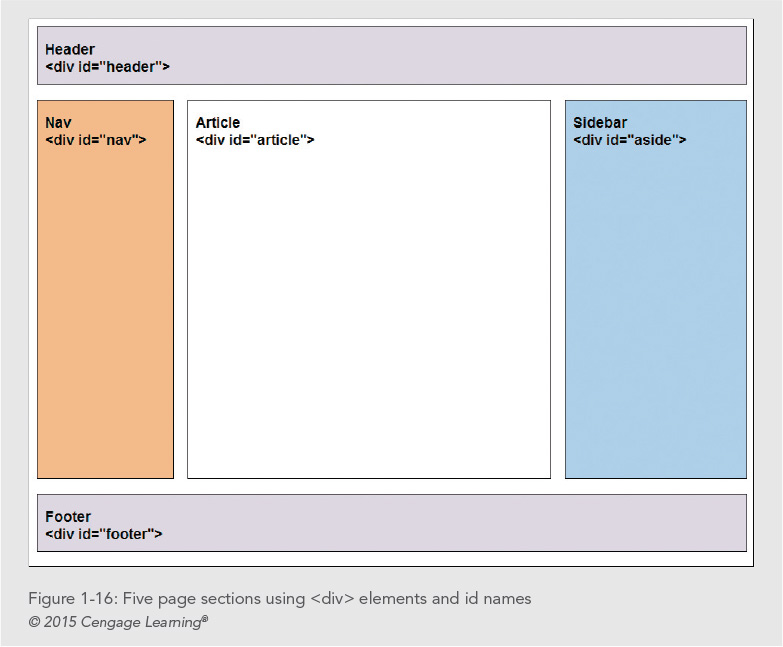 Header
<div id="header">
Nav
<div id="nav">
Article
<div id="article">
Sidebar
<div id="aside">
Footer
<div id="footer">
Figure 1-16: Five page sections using <div> elements and id names
© 2015 Cengage Learning®